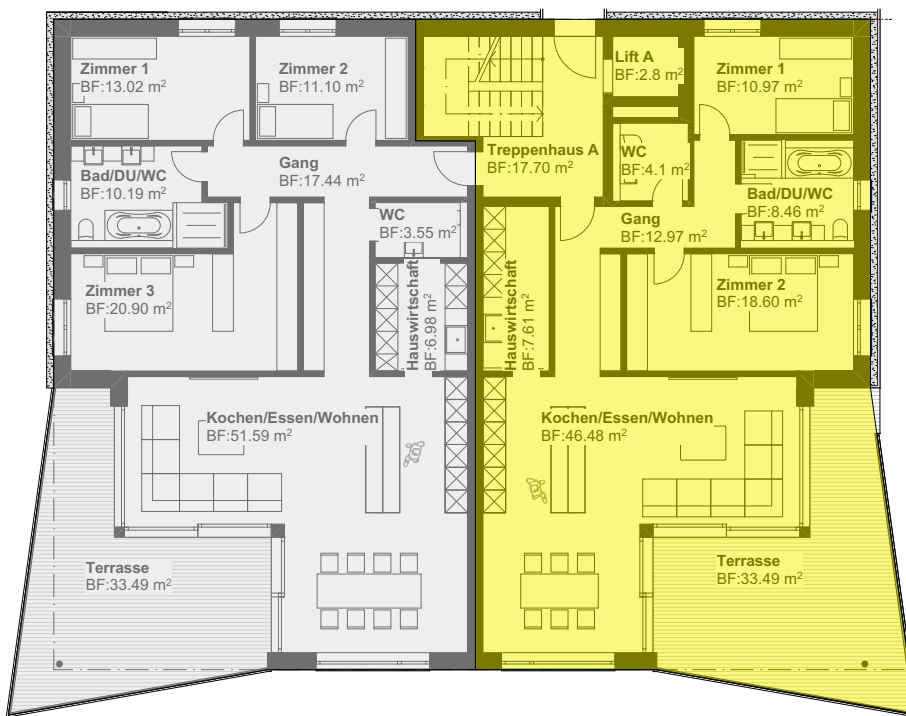 Zimmer 1
BF:13.02 m²
Zimmer 2
BF:11.10 m²
Lift A
BF:2.8 m²
Zimmer 1
BF:10.97 m²
Treppenhaus A
BF:17.70 m²
WC
BF:4.1 m²
Gang
BF:17.44 m²
Bad/DU/WC
BF:10.19 m²
Bad/DU/WC
BF:8.46 m²
WC
BF:3.55 m²
Gang
BF:12.97 m²
Zimmer 3
BF:20.90 m²
Hauswirtschaft
BF:6.98 m²
Hauswirtschaft
BF:7.61 m²
Zimmer 2
BF:18.60 m²
Kochen/Essen/Wohnen
BF:51.59 m²
Kochen/Essen/Wohnen
BF:46.48 m²
Terrasse
BF:33.49 m²
Terrasse
BF:33.49 m²